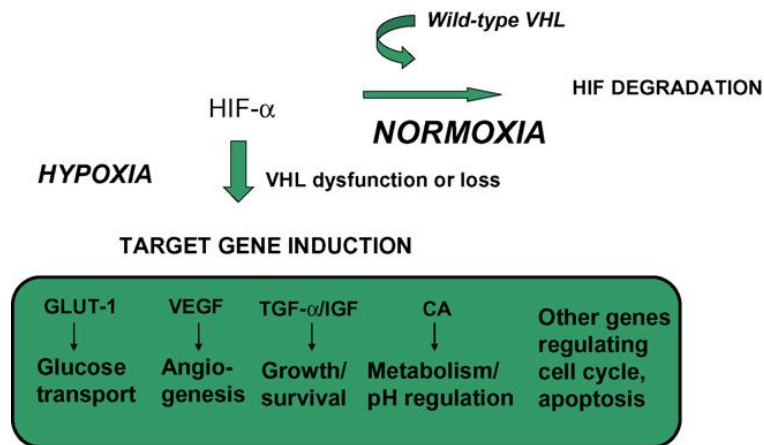 Wild-type VHL
HIF DEGRADATION
HIF-α
NORMOXIA
HYPOXIA
VHL dysfunction or loss
TARGET GENE INDUCTION
GLUT-1
Glucose
transport
VEGF
Angio-
genesis
TGF-α/IGF
Growth/
survival
CA
Metabolism/
pH regulation
Other genes
regulating
cell cycle,
apoptosis